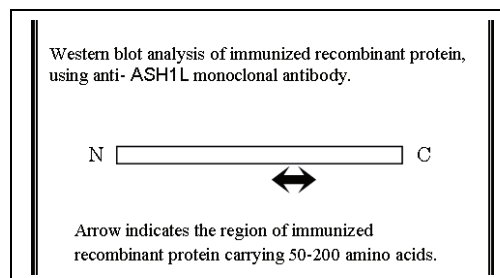 Western blot analysis of immunized recombinant protein,
using anti- ASH1L monoclonal antibody.
N C
Arrow indicates the region of immunized
recombinant protein carrying 50-200 amino acids.